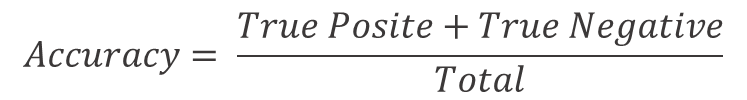 Accuracy = True Posite + True Negative
Total